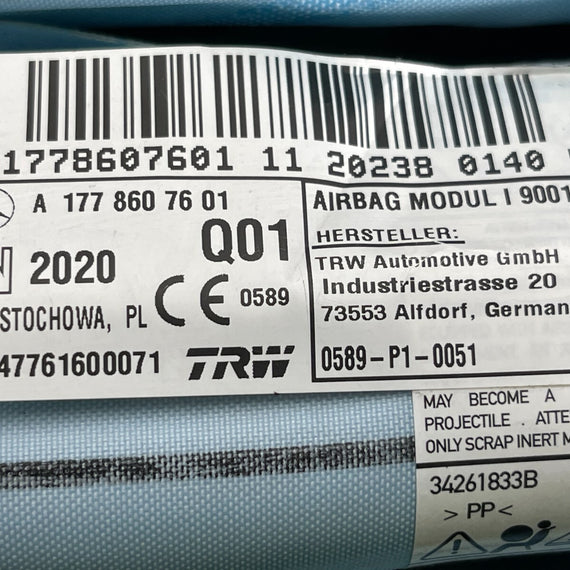 1778607601 11 20238 0140
A 177 860 76 01
Q01
2020
0589
STOCHOWA, PL
47761600071
TRW
AIRBAG MODUL I 9001
HERSTELLER:
TRW Automotive GmbH
Industriestrasse 20
73553 Alfdorf, German
0589-P1-0051
MAY BECOME A
PROJECTILE . ATTE
ONLY SCRAP INERT M
34261833B
> PP <